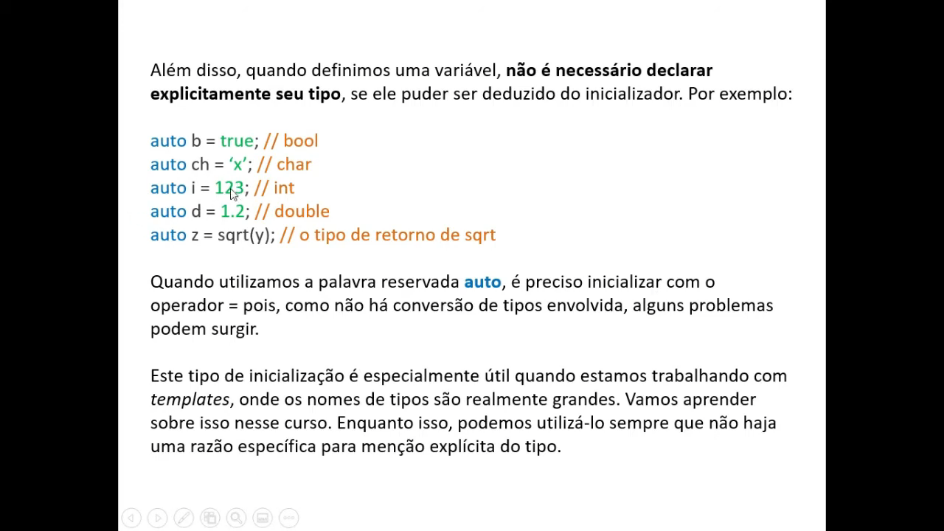 Além disso, quando definimos uma variável, não é necessário declarar
explicitamente seu tipo, se ele puder ser deduzido do inicializador. Por exemplo:
auto b = true; // bool
auto ch = ‘x’; // char
auto i = 123; // int
auto d = 1.2; // double
auto z = sqrt(y); // o tipo de retorno de sqrt
Quando utilizamos a palavra reservada auto, é preciso inicializar com o
operador = pois, como não há conversão de tipos envolvida, alguns problemas
podem surgir.
Este tipo de inicialização é especialmente útil quando estamos trabalhando com
templates, onde os nomes de tipos são realmente grandes. Vamos aprender
sobre isso nesse curso. Enquanto isso, podemos utilizá-lo sempre que não haja
uma razão específica para menção explícita do tipo.